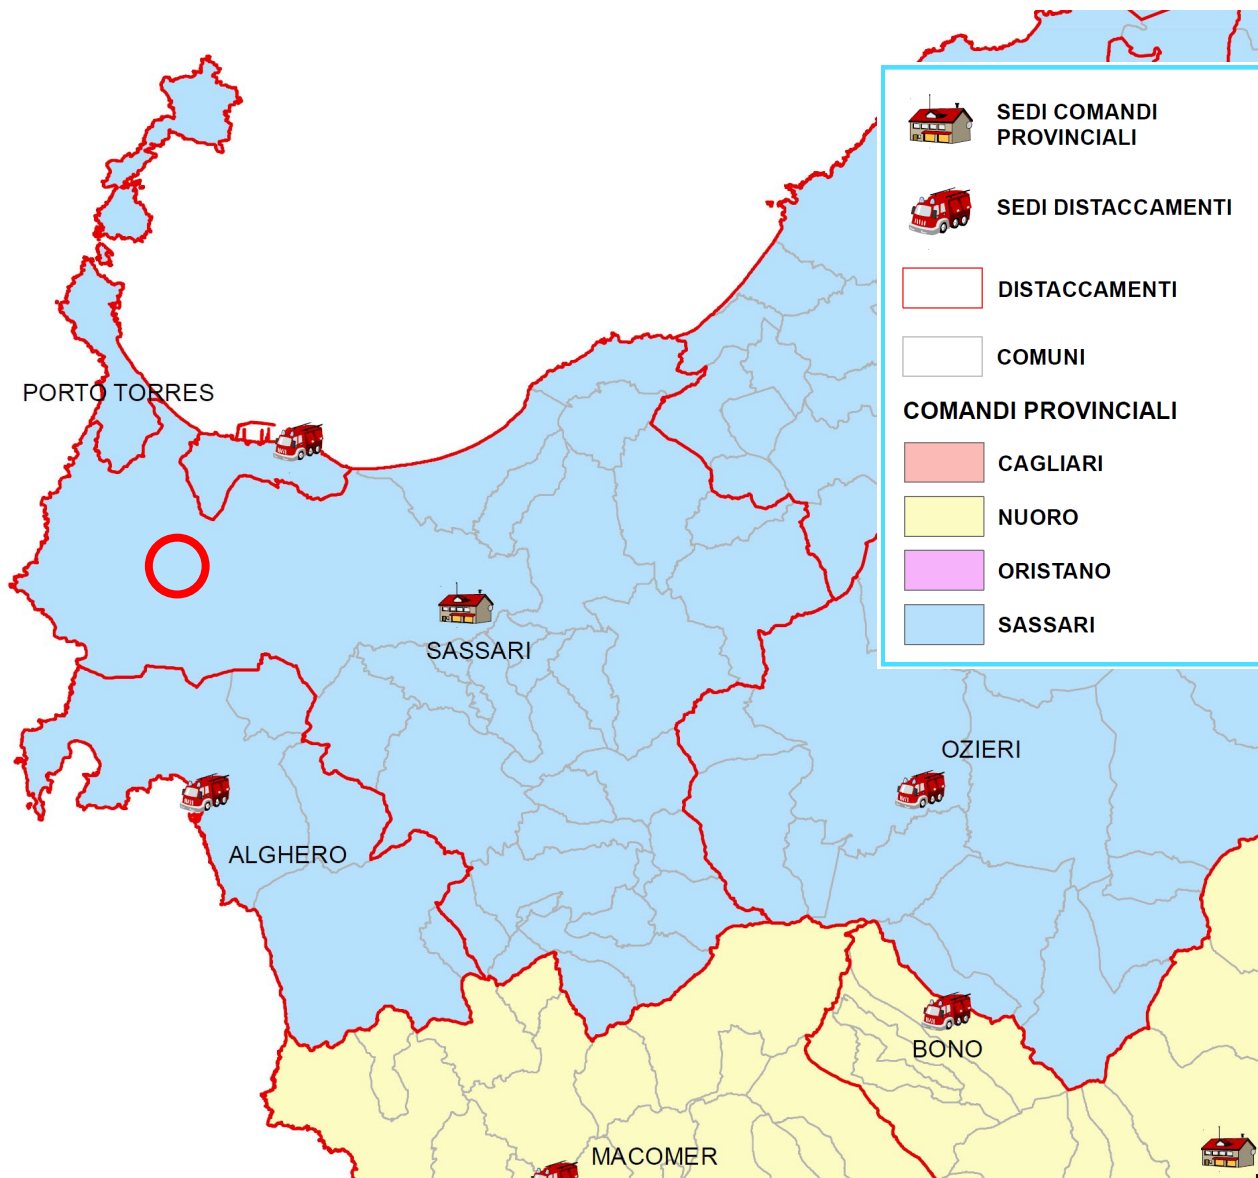 SEDI COMANDI
PROVINCIALI
SEDI DISTACCAMENTI
DISTACCAMENTI
COMUNI
COMANDI PROVINCIALI
CAGLIARI
NUORO
ORISTANO
SASSARI
PORTO TORRES
SASSARI
OZIERI
ALGHERO
BONO
MACOMER